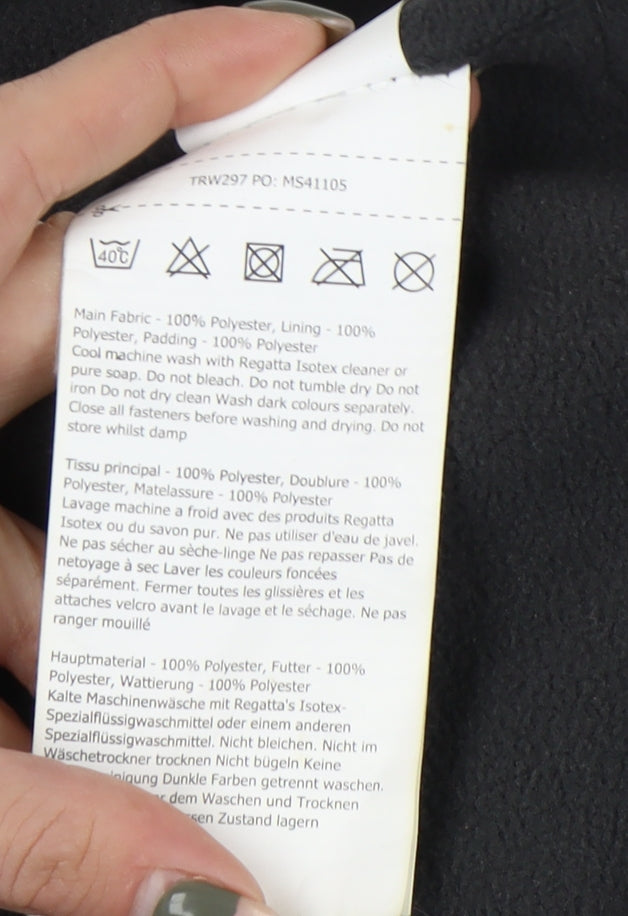 TRW297 PO: MS41105
40°C
Main Fabric - 100% Polyester, Lining - 100%
Polyester, Padding - 100% Polyester
Cool machine wash with Regatta Isotex cleaner or
pure soap. Do not bleach. Do not tumble dry Do not
iron Do not dry clean Wash dark colours separately.
Close all fasteners before washing and drying. Do not
store whilst damp
Tissu principal - 100% Polyester, Doublure - 100%
Polyester, Matelassure - 100% Polyester
Lavage machine a froid avec des produits Regatta
Isotex ou du savon pur. Ne pas utiliser d'eau de javel.
Ne pas sécher au sèche-linge Ne pas repasser Pas de
netoyage à sec Laver les couleurs foncées
séparément. Fermer toutes les glissières et les
attaches velcro avant le lavage et le séchage. Ne pas
ranger mouillé
Hauptmaterial - 100% Polyester, Futter - 100%
Polyester, Wattierung - 100% Polyester
Kalte Maschinenwäsche mit Regatta's Isotex-
Spezialflüssigwaschmittel oder einem anderen
Spezialflüssigwaschmittel. Nicht bleichen. Nicht im
Wäschetrockner trocknen Nicht bügeln Keine
Dunkle Farben getrennt waschen.
dem Waschen und Trocknen
Zustand lagern